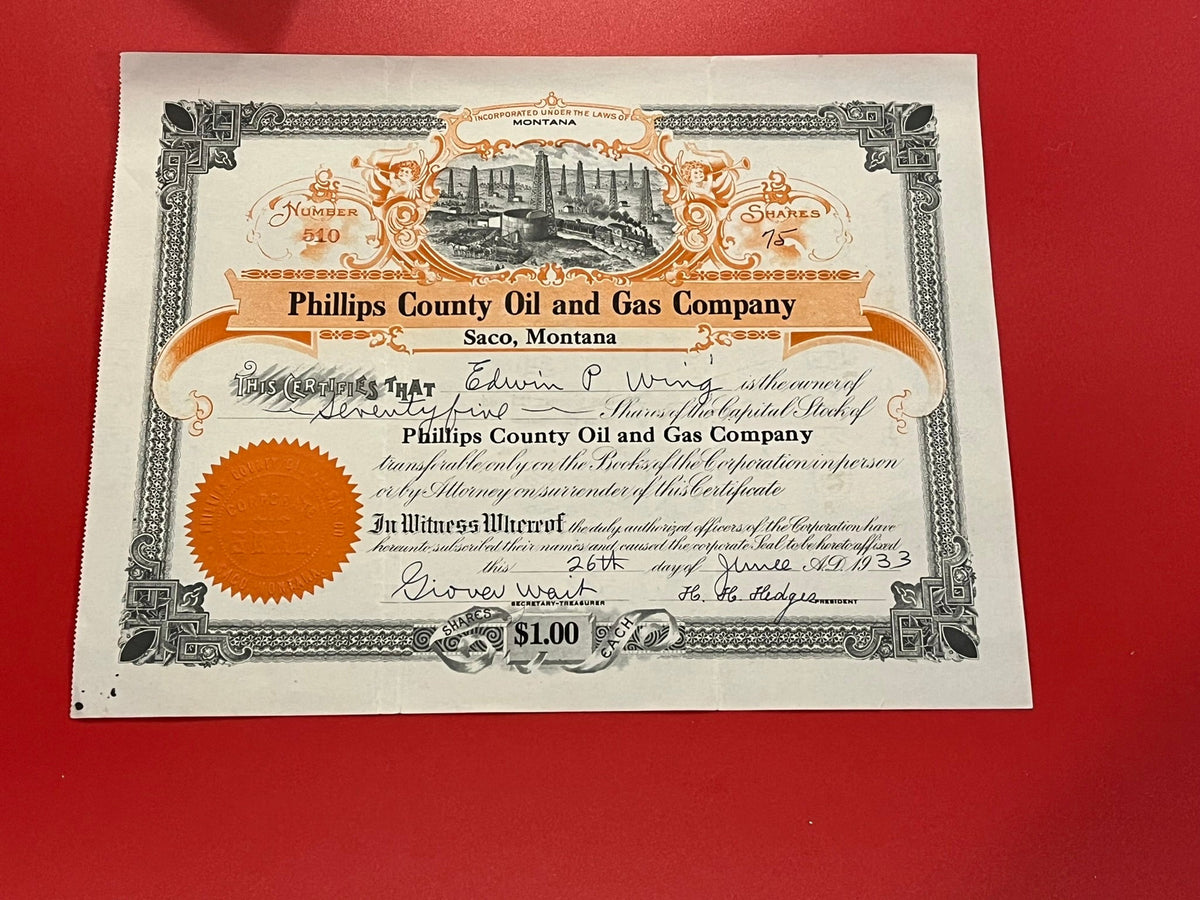 INCORPORATED UNDER THE LAWS OF
MONTANA
NUMBER
510
SHARES
75
Phillips County Oil and Gas Company
Saco, Montana
THIS CERTIFIES THAT Edwin P Wing is the owner of
Seventyfive — Shares of the Capital Stock of
Phillips County Oil and Gas Company
transferable only on the Books of the Corporation in person
or by Attorney on surrender of this Certificate
In Witness Whereof the duly authorized officers of the Corporation have
hereunto subscribed their names and caused the corporate Seal to be hereto affixed
this 26th day of June A.D. 1933
Grover Wait
SECRETARY-TREASURER
H. H. Hedges
PRESIDENT
SHARES $1.00 EACH
CORPORATE
SEAL